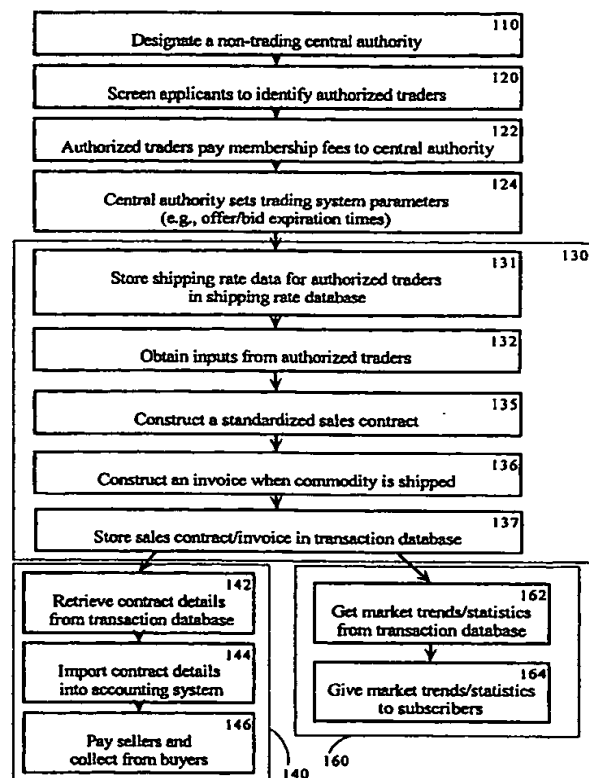 110
Designate a non-trading central authority
120
Screen applicants to identify authorized traders
122
Authorized traders pay membership fees to central authority
124
Central authority sets trading system parameters
(e.g., offer/bid expiration times)
130
131
Store shipping rate data for authorized traders
in shipping rate database
132
Obtain inputs from authorized traders
135
Construct a standardized sales contract
136
Construct an invoice when commodity is shipped
137
Store sales contract/invoice in transaction database
142
Retrieve contract details
from transaction database
144
Import contract details
into accounting system
146
Pay sellers and
collect from buyers
140
162
Get market trends/statistics
from transaction database
164
Give market trends/statistics
to subscribers
160